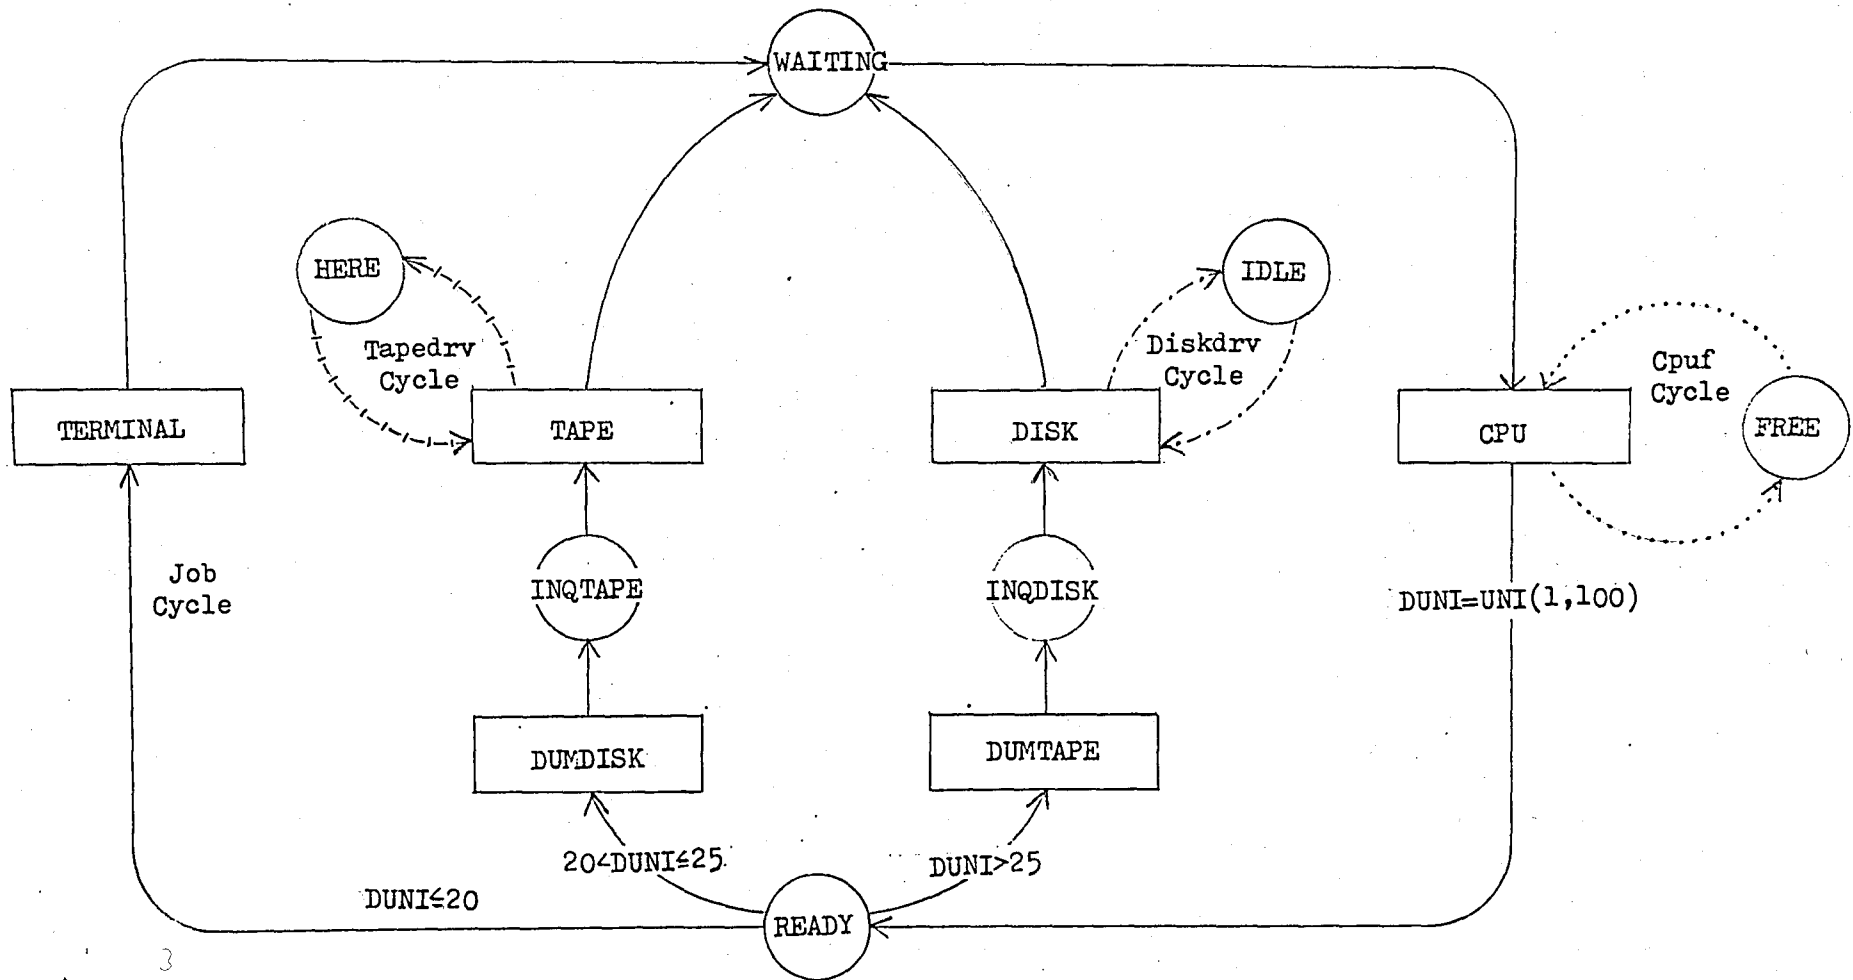 WAITING
HERE
IDLE
Tapedrv
Cycle
Diskdrv
Cycle
Cpuf
Cycle
TERMINAL
TAPE
DISK
CPU
FREE
Job
Cycle
INQTAPE
INQDISK
DUNI=UNI(1,100)
DUMDISK
DUMTAPE
20<DUNI≤25
DUNI>25
DUNI≤20
READY
3